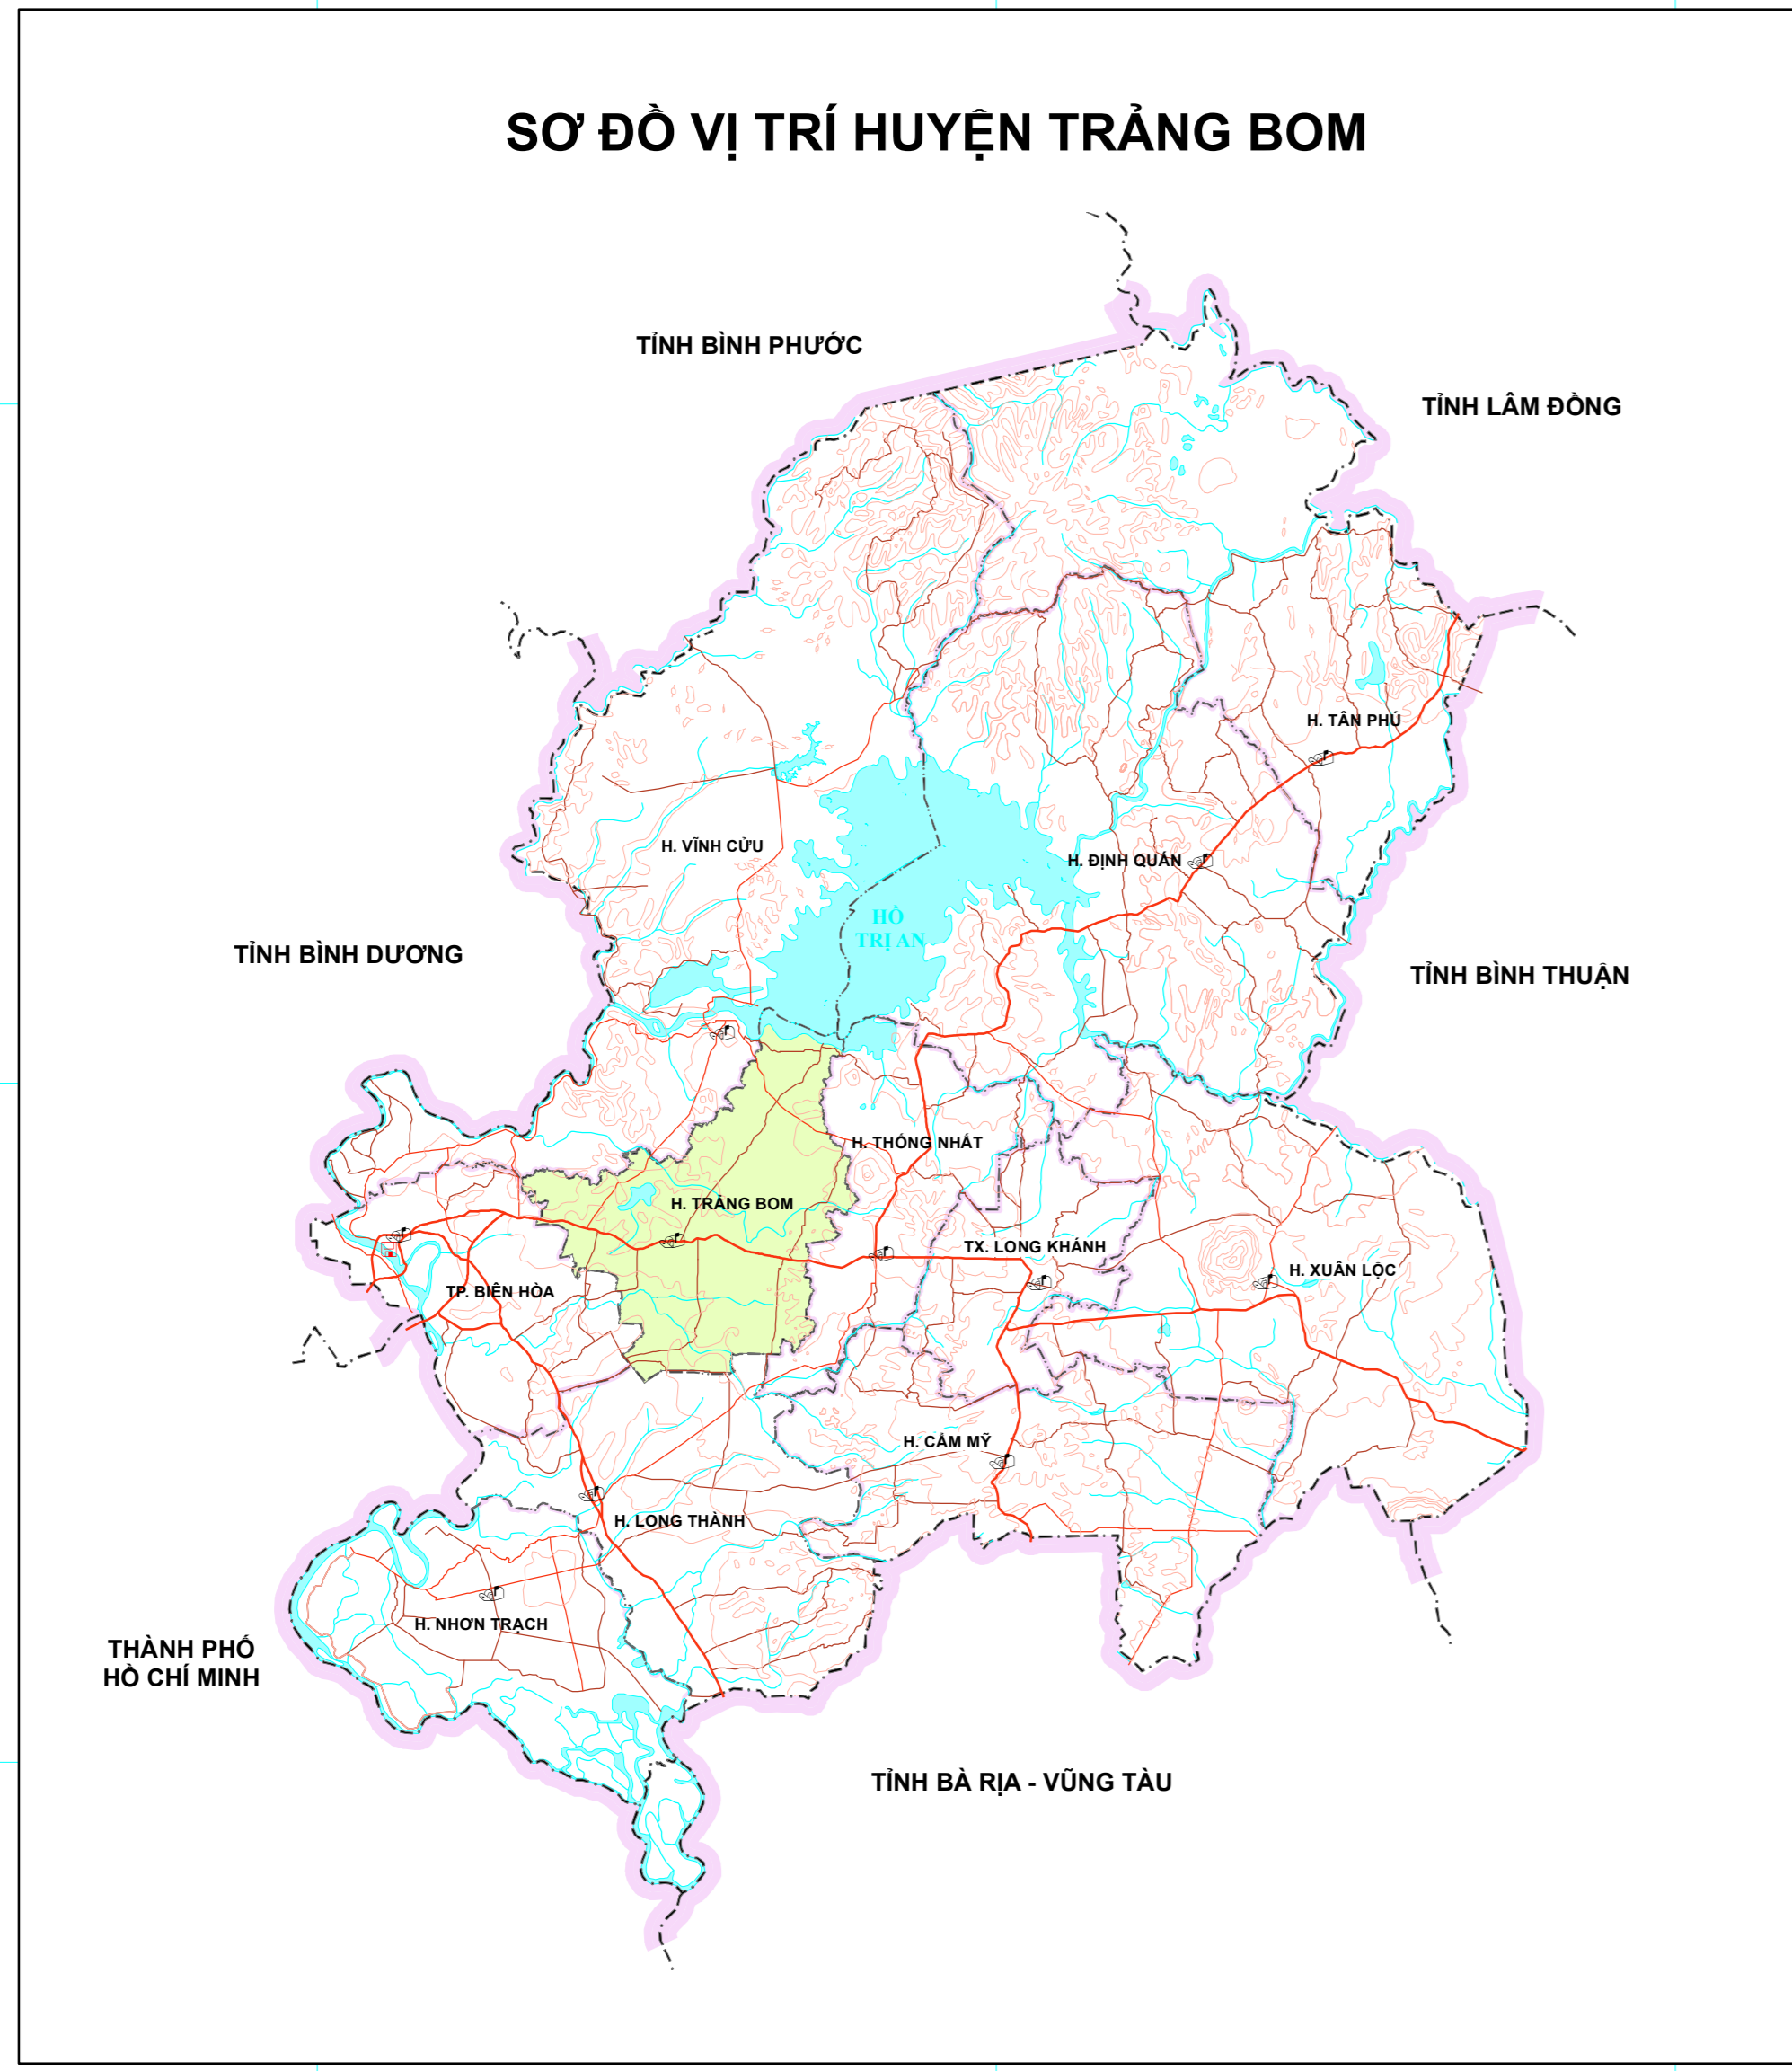 SƠ ĐỒ VỊ TRÍ HUYỆN TRẢNG BOM
TỈNH BÌNH PHƯỚC
TỈNH LÂM ĐỒNG
H. TÂN PHÚ
H. VĨNH CỬU
H. ĐỊNH QUÁN
HỒ
TRỊ AN
TỈNH BÌNH DƯƠNG
TỈNH BÌNH THUẬN
H. THỐNG NHẤT
H. TRẢNG BOM
TX. LONG KHÁNH
H. XUÂN LỘC
TP. BIÊN HÒA
H. CẨM MỸ
H. LONG THÀNH
H. NHƠN TRẠCH
THÀNH PHỐ
HỒ CHÍ MINH
TỈNH BÀ RỊA - VŨNG TÀU